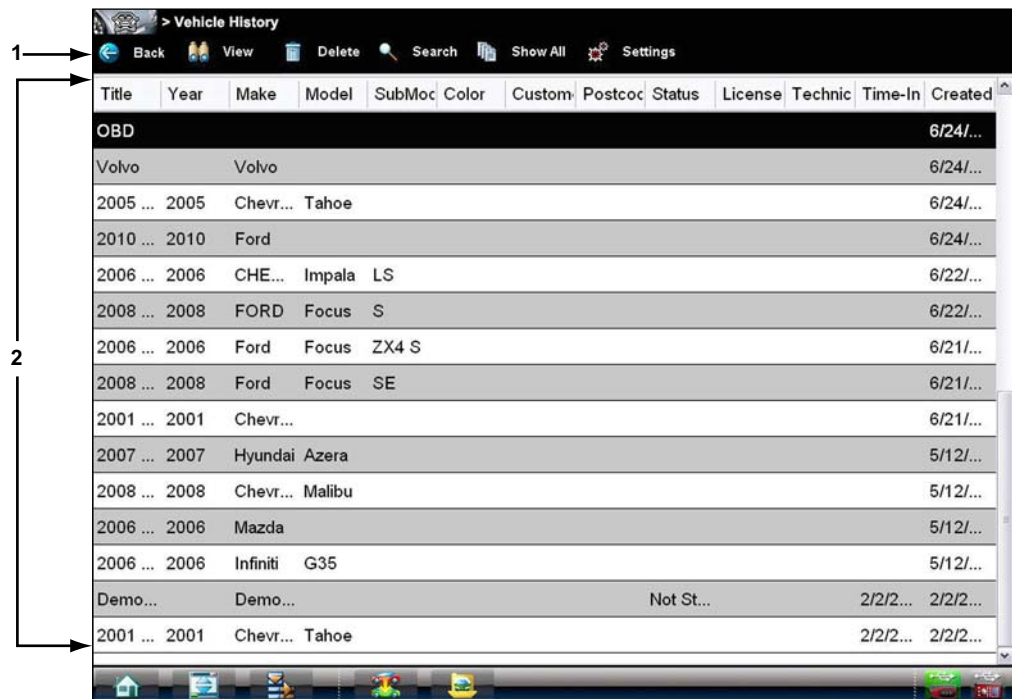 > Vehicle History
1
Back View Delete Search Show All Settings
2
Title Year Make Model SubMoc Color Custom Postcoc Status License Technic Time-In Created
OBD 6/24/...
Volvo Volvo 6/24/...
2005 ... 2005 Chevr... Tahoe 6/24/...
2010 ... 2010 Ford 6/24/...
2006 ... 2006 CHE... Impala LS 6/22/...
2008 ... 2008 FORD Focus S 6/22/...
2006 ... 2006 Ford Focus ZX4 S 6/21/...
2008 ... 2008 Ford Focus SE 6/21/...
2001 ... 2001 Chevr... 6/21/...
2007 ... 2007 Hyundai Azera 5/12/...
2008 ... 2008 Chevr... Malibu 5/12/...
2006 ... 2006 Mazda 5/12/...
2006 ... 2006 Infiniti G35 5/12/...
Demo... Demo... Not St... 2/2/2... 2/2/2...
2001 ... 2001 Chevr... Tahoe 2/2/2... 2/2/2...